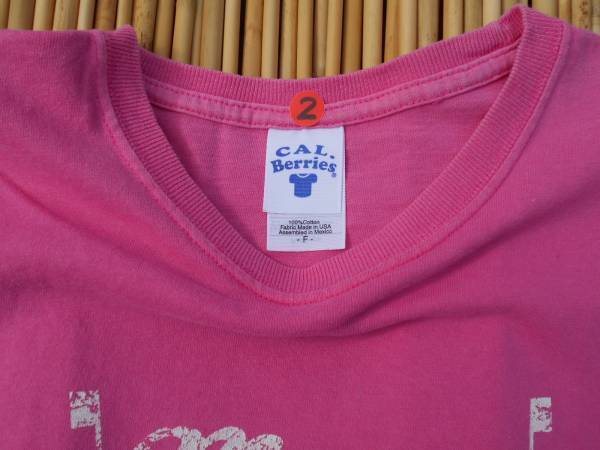 2
CAL.
Berries®
100%Cotton
Fabric Made in USA
Assembled in Mexico
- F -